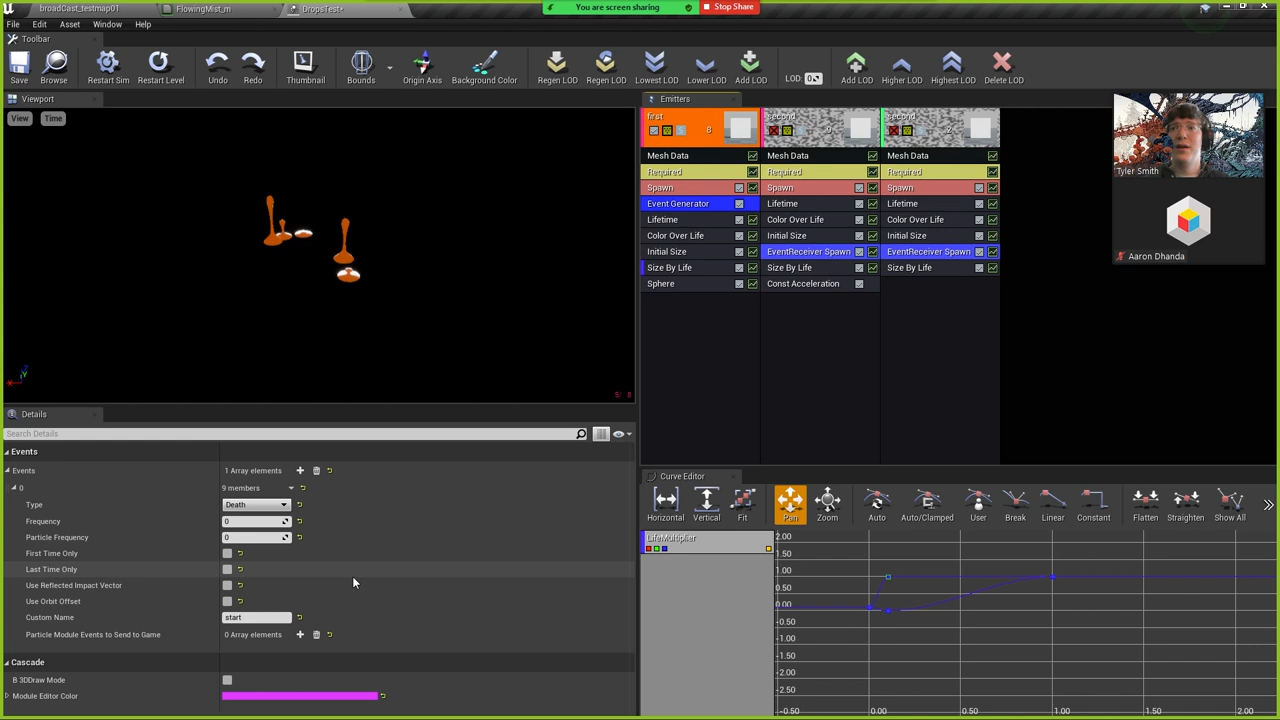 broadCast_testmap01
FlowingMist_m
DropsTest*
You are screen sharing
Stop Share
File Edit Asset Window Help
Toolbar
Save Browse Restart Sim Restart Level Undo Redo Thumbnail Bounds Origin Axis Background Color Regen LOD Regen LOD Lowest LOD Lower LOD Add LOD LOD: 0 Add LOD Higher LOD Highest LOD Delete LOD
Viewport
View Time
5/ 8
Emitters
first 8
second 0
second 2
Mesh Data Mesh Data Mesh Data
Required Required Required
Spawn Spawn Spawn
Event Generator Lifetime Lifetime
Lifetime Color Over Life Color Over Life
Color Over Life Initial Size Initial Size
Initial Size EventReceiver Spawn EventReceiver Spawn
Size By Life Size By Life Size By Life
Sphere Const Acceleration
Tyler Smith
Aaron Dhanda
Details
Search Details
Events
Events 1 Array elements
0 9 members
Type Death
Frequency 0
Particle Frequency 0
First Time Only
Last Time Only
Use Reflected Impact Vector
Use Orbit Offset
Custom Name start
Particle Module Events to Send to Game 0 Array elements
Cascade
B 3DDraw Mode
Module Editor Color
Curve Editor
Horizontal Vertical Fit Pan Zoom Auto Auto/Clamped User Break Linear Constant Flatten Straighten Show All
LifeMultiplier
2.00
1.50
1.00
0.50
0.00
-0.50
-1.00
-1.50
-2.00
-2.50
-0.50 0.00 0.50 1.00 1.50 2.00